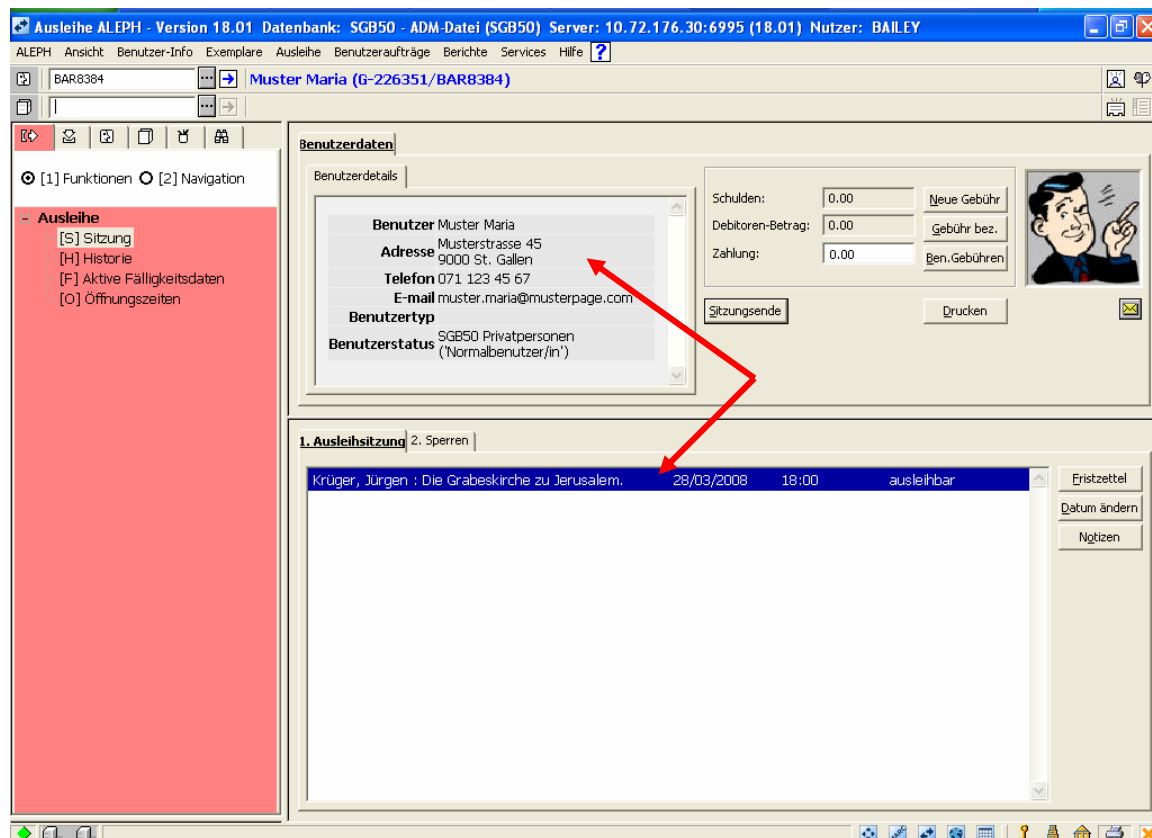 Ausleihe ALEPH - Version 18.01 Datenbank: SGB50 - ADM-Datei (SGB50) Server: 10.72.176.30:6995 (18.01) Nutzer: BAILEY
ALEPH Ansicht Benutzer-Info Exemplare Ausleihe Benutzeraufträge Berichte Services Hilfe ?
BAR8384 ... Muster Maria (G-226351/BAR8384)
...
[1] Funktionen [2] Navigation
- Ausleihe
[S] Sitzung
[H] Historie
[F] Aktive Fälligkeitsdaten
[O] Öffnungszeiten
Benutzerdaten
Benutzerdetails
Benutzer Muster Maria
Adresse Musterstrasse 45
9000 St. Gallen
Telefon 071 123 45 67
E-mail muster.maria@musterpage.com
Benutzertyp
Benutzerstatus SGB50 Privatpersonen
('Normalbenutzer/in')
Schulden: 0.00 Neue Gebühr
Debitoren-Betrag: 0.00 Gebühr bez.
Zahlung: 0.00 Ben.Gebühren
Sitzungsende Drucken
1. Ausleihsitzung 2. Sperren
Krüger, Jürgen : Die Grabeskirche zu Jerusalem. 28/03/2008 18:00 ausleihbar
Fristzettel
Datum ändern
Notizen